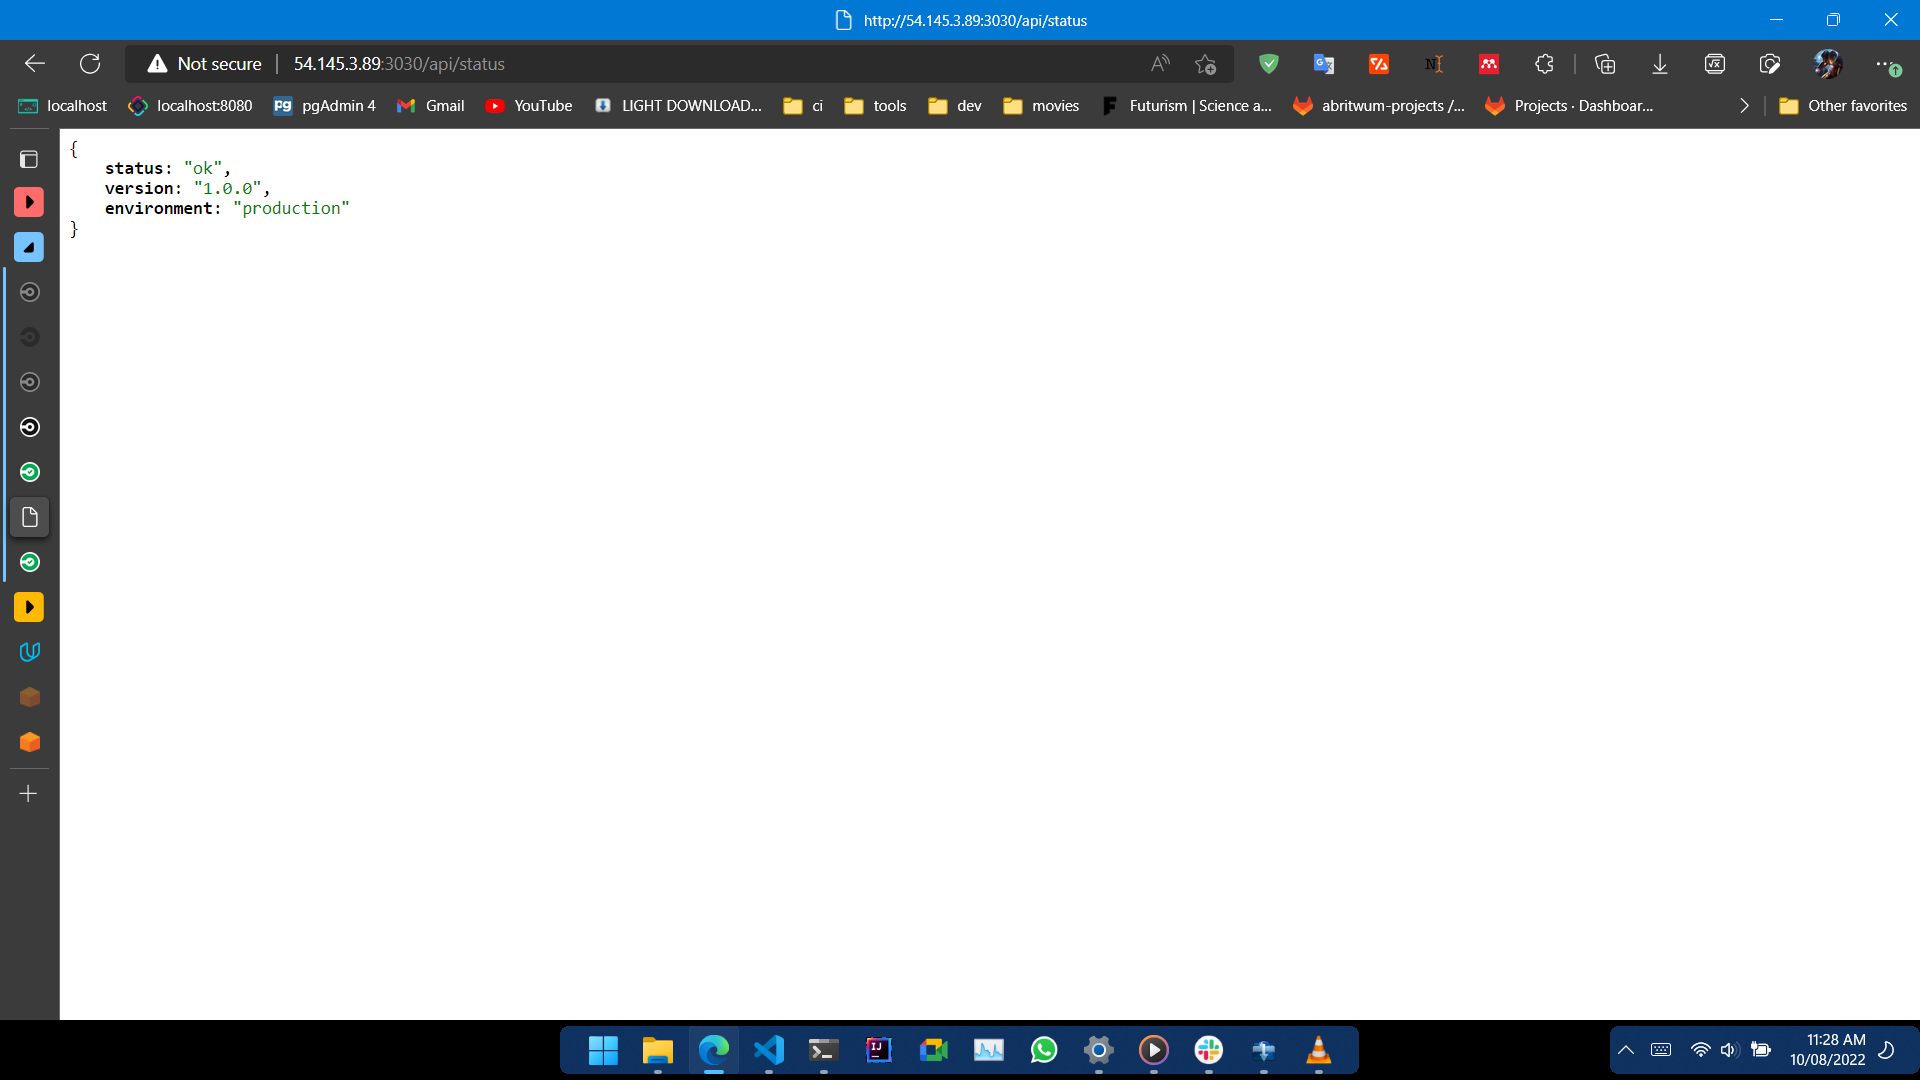 http://54.145.3.89:3030/api/status
Not secure | 54.145.3.89:3030/api/status
localhost localhost:8080 pgAdmin 4 Gmail YouTube LIGHT DOWNLOAD... ci tools dev movies Futurism | Science a... abritwum-projects /... Projects · Dashboar... Other favorites
{
status: "ok",
version: "1.0.0",
environment: "production"
}
11:28 AM
10/08/2022